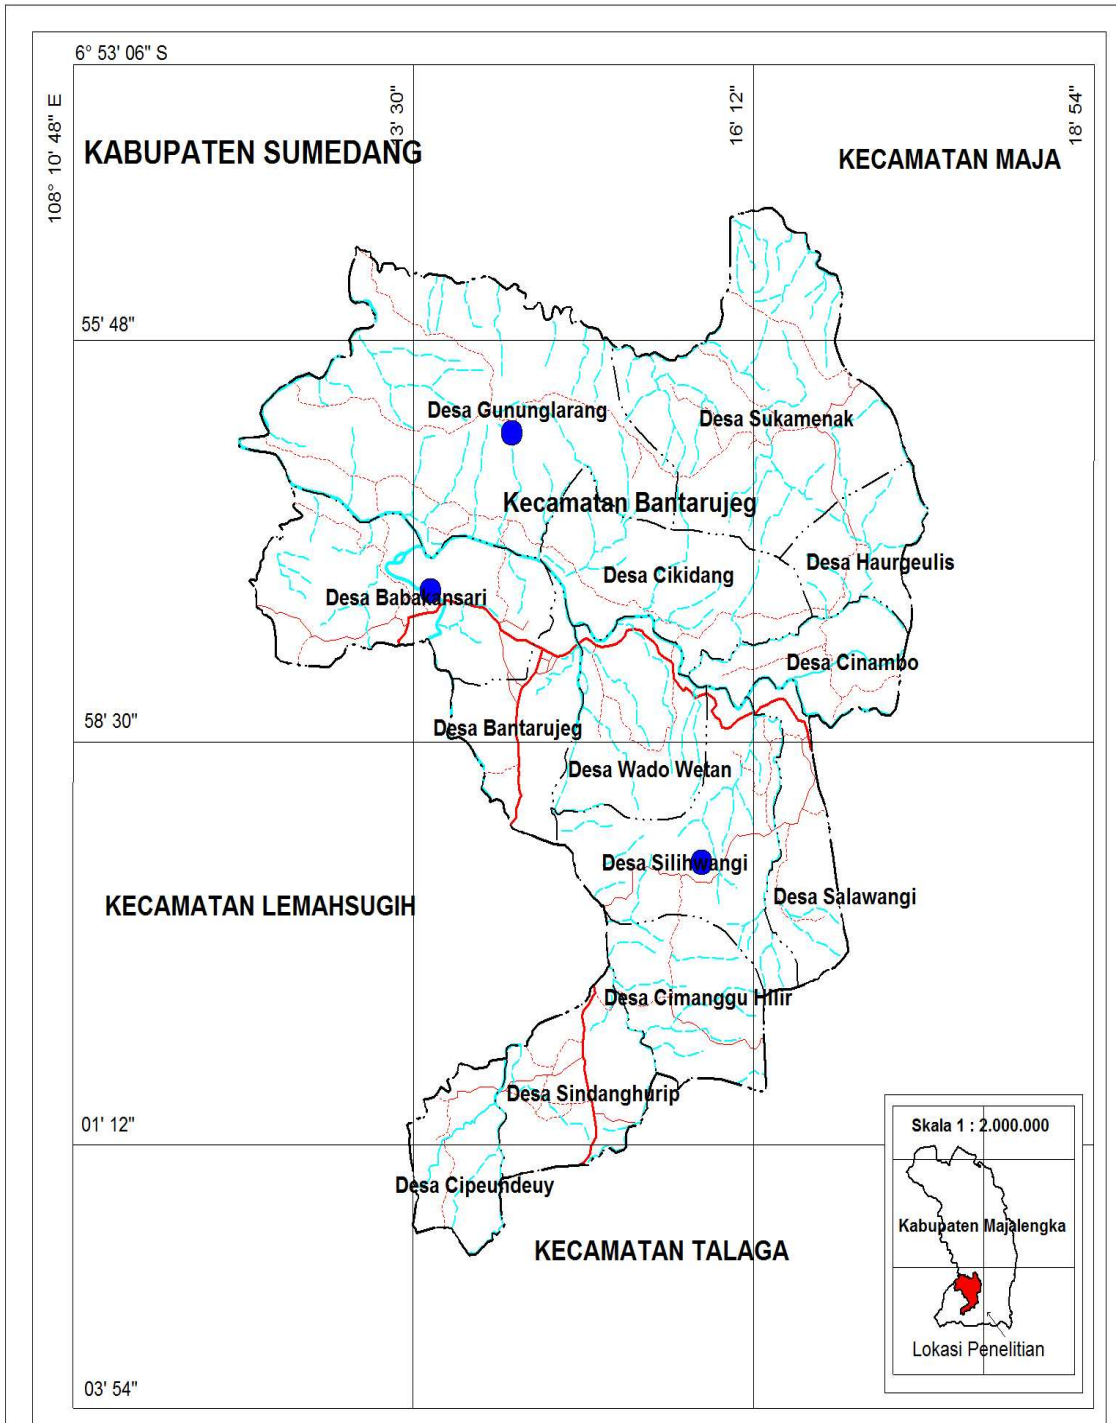 6° 53' 06" S
108° 10' 48" E
13' 30"
16' 12"
18' 54"
KABUPATEN SUMEDANG
KECAMATAN MAJA
55' 48"
Desa Gununglarang
Desa Sukamenak
Kecamatan Bantarujeg
Desa Haurgeulis
Desa Cikidang
Desa Babakansari
Desa Cinambo
58' 30"
Desa Bantarujeg
Desa Wado Wetan
Desa Silihwangi
Desa Salawangi
KECAMATAN LEMAHSUGIH
Desa Cimanggu Hilir
Desa Sindanghurip
01' 12"
Desa Cipeundeuy
KECAMATAN TALAGA
03' 54"
Skala 1 : 2.000.000
Kabupaten Majalengka
Lokasi Penelitian